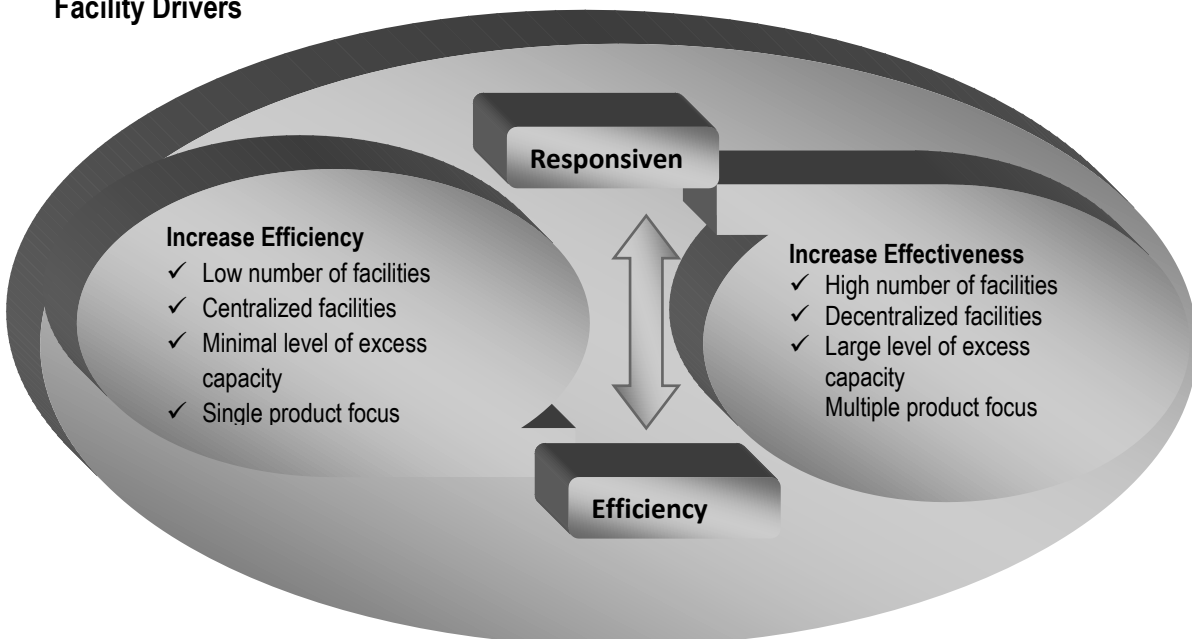 Facility Drivers
Responsiven
Increase Efficiency
✓ Low number of facilities
✓ Centralized facilities
✓ Minimal level of excess
capacity
✓ Single product focus
Increase Effectiveness
✓ High number of facilities
✓ Decentralized facilities
✓ Large level of excess
capacity
Multiple product focus
Efficiency